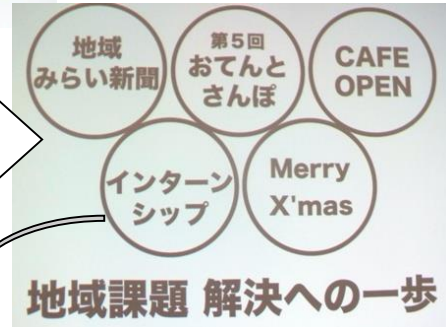 地域
みらい新聞
第5回
おてんと
さんぽ
CAFE
OPEN
インターン
シップ
Merry
X'mas
地域課題 解決への一歩